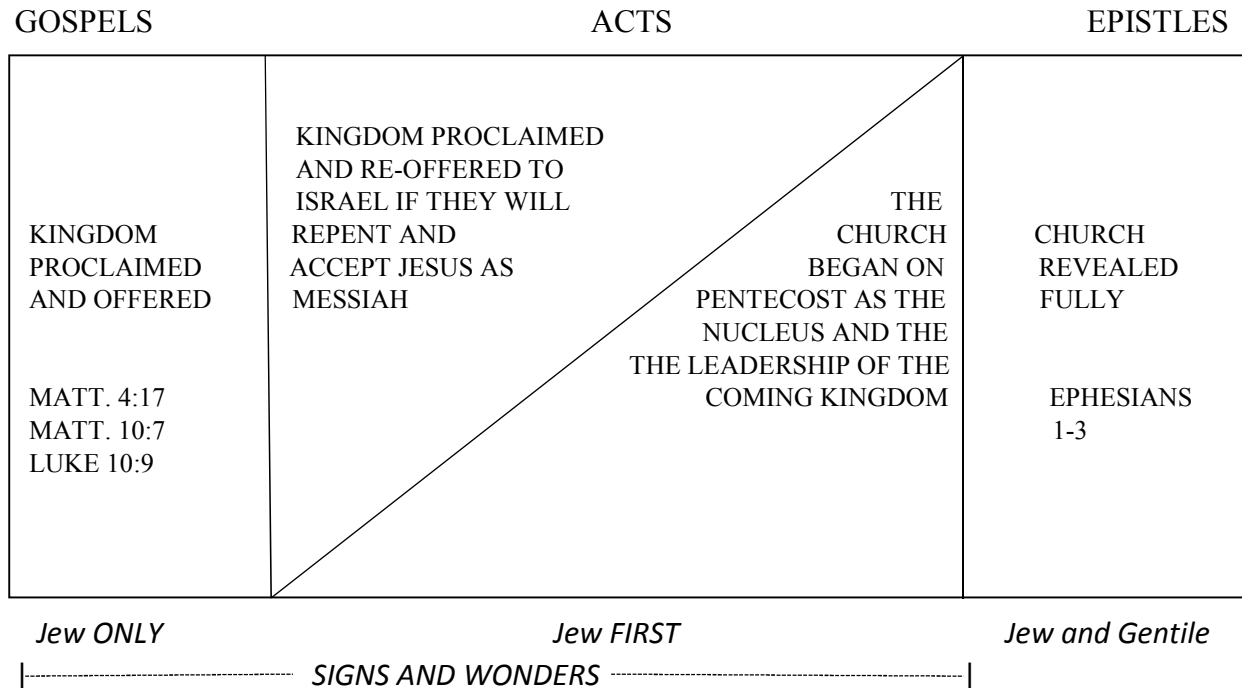 GOSPELS ACTS EPISTLES
KINGDOM
PROCLAIMED
AND OFFERED
MATT. 4:17
MATT. 10:7
LUKE 10:9
KINGDOM PROCLAIMED
AND RE-OFFERED TO
ISRAEL IF THEY WILL
REPENT AND
ACCEPT JESUS AS
MESSIAH
THE
CHURCH
BEGAN ON
PENTECOST AS THE
NUCLEUS AND THE
THE LEADERSHIP OF THE
COMING KINGDOM
CHURCH
REVEALED
FULLY
EPHESIANS
1-3
Jew ONLY Jew FIRST Jew and Gentile
SIGNS AND WONDERS